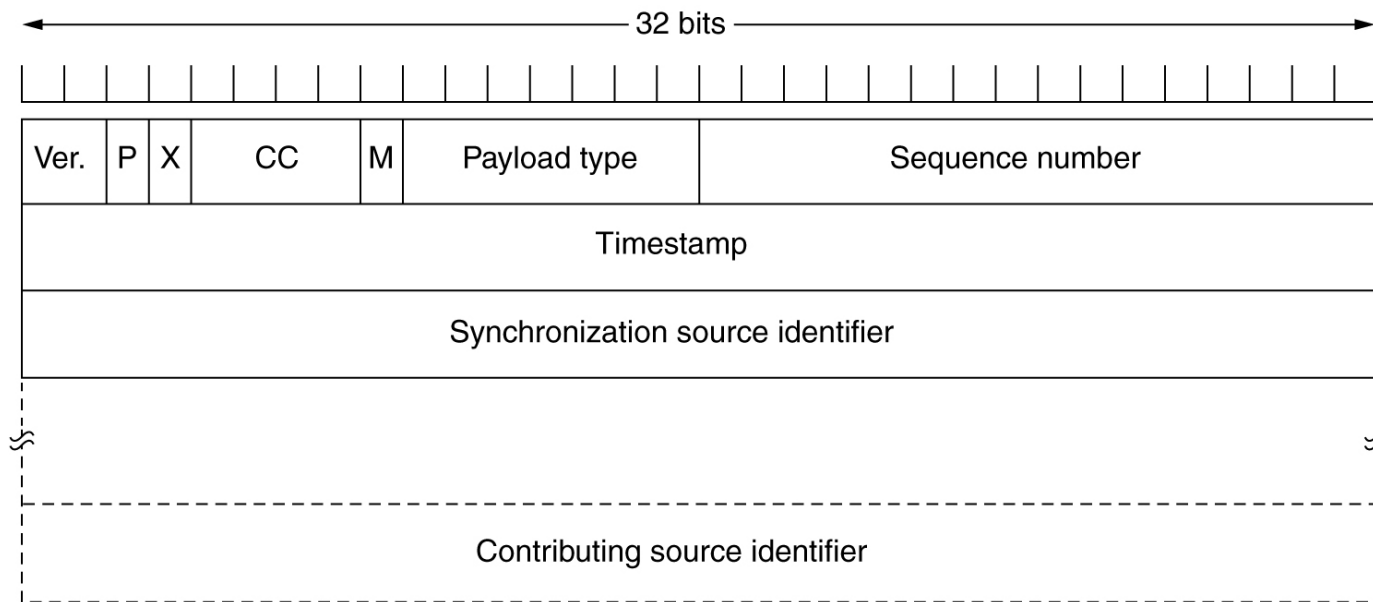 32 bits
Ver. P X CC M Payload type Sequence number
Timestamp
Synchronization source identifier
Contributing source identifier